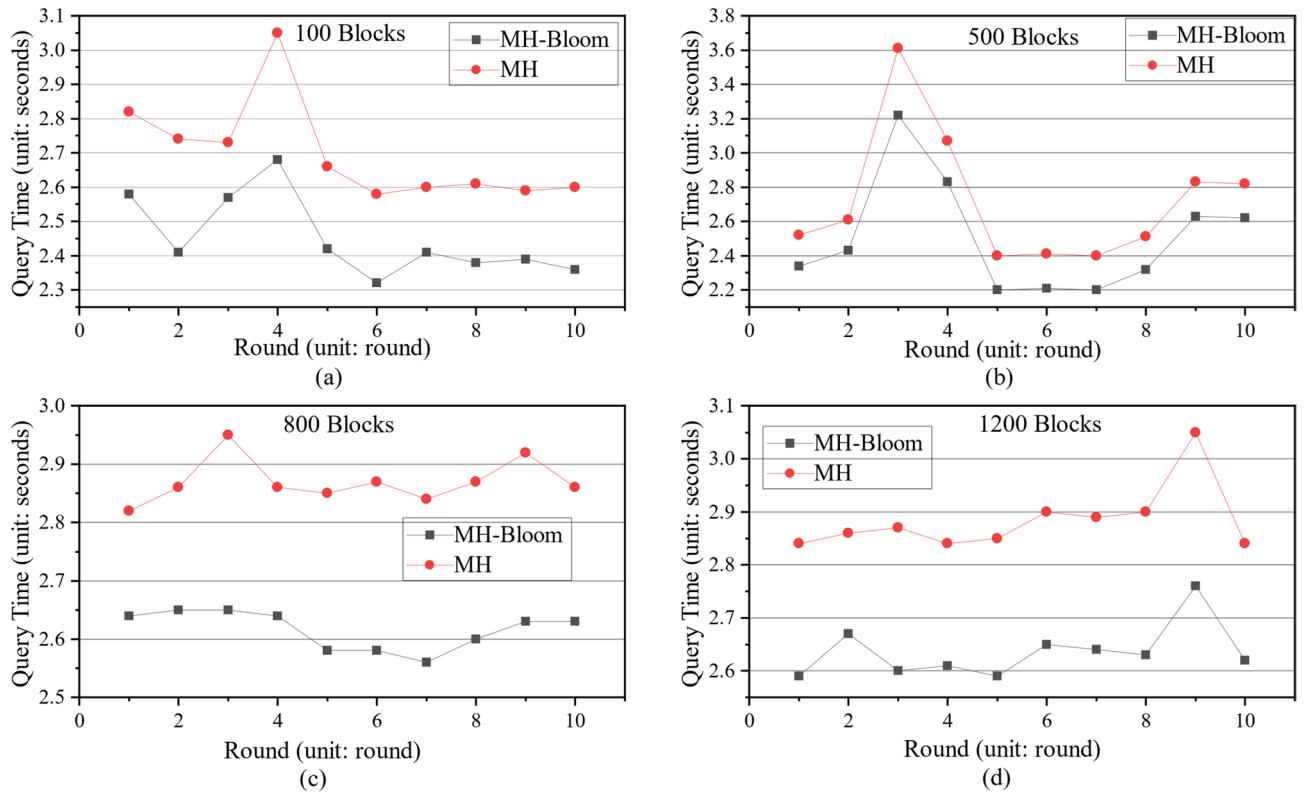 100 Blocks
MH-Bloom
MH
Query Time (unit: seconds)
3.1
3.0
2.9
2.8
2.7
2.6
2.5
2.4
2.3
0 2 4 6 8 10
Round (unit: round)
(a)
500 Blocks
MH-Bloom
MH
Query Time (unit: seconds)
3.8
3.6
3.4
3.2
3.0
2.8
2.6
2.4
2.2
0 2 4 6 8 10
Round (unit: round)
(b)
800 Blocks
MH-Bloom
MH
Query Time (unit: seconds)
3.0
2.9
2.8
2.7
2.6
2.5
0 2 4 6 8 10
Round (unit: round)
(c)
1200 Blocks
MH-Bloom
MH
Query Time (unit: seconds)
3.1
3.0
2.9
2.8
2.7
2.6
0 2 4 6 8 10
Round (unit: round)
(d)